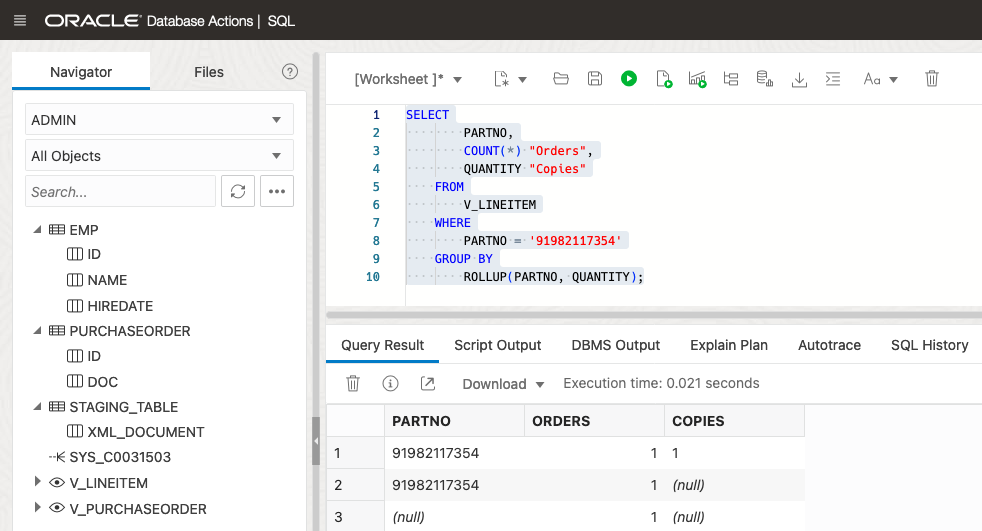 ORACLE Database Actions | SQL
Navigator Files
ADMIN
All Objects
Search...
EMP
ID
NAME
HIREDATE
PURCHASEORDER
ID
DOC
STAGING_TABLE
XML_DOCUMENT
SYS_C0031503
V_LINEITEM
V_PURCHASEORDER
[Worksheet ]* Aa
1 SELECT
2 PARTNO,
3 COUNT(*) "Orders",
4 QUANTITY "Copies"
5 FROM
6 V_LINEITEM
7 WHERE
8 PARTNO = '91982117354'
9 GROUP BY
10 ROLLUP(PARTNO, QUANTITY);
Query Result Script Output DBMS Output Explain Plan Autotrace SQL History
Download Execution time: 0.021 seconds
PARTNO ORDERS COPIES
1 91982117354 1 1
2 91982117354 1 (null)
3 (null) 1 (null)